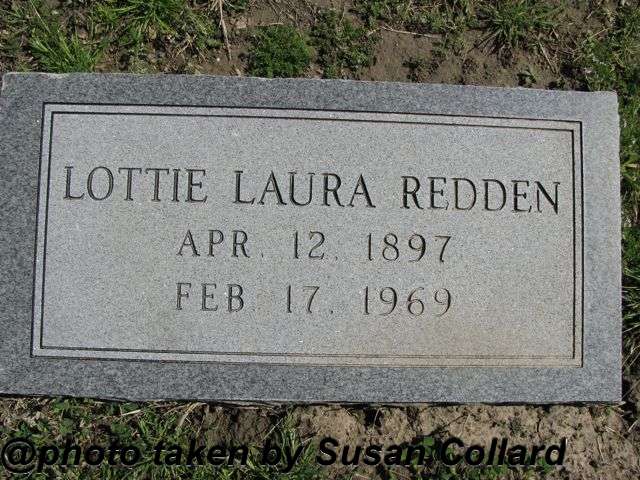 LOTTIE LAURA REDDEN
APR. 12. 1897
FEB. 17. 1969
@photo taken by Susan Collard